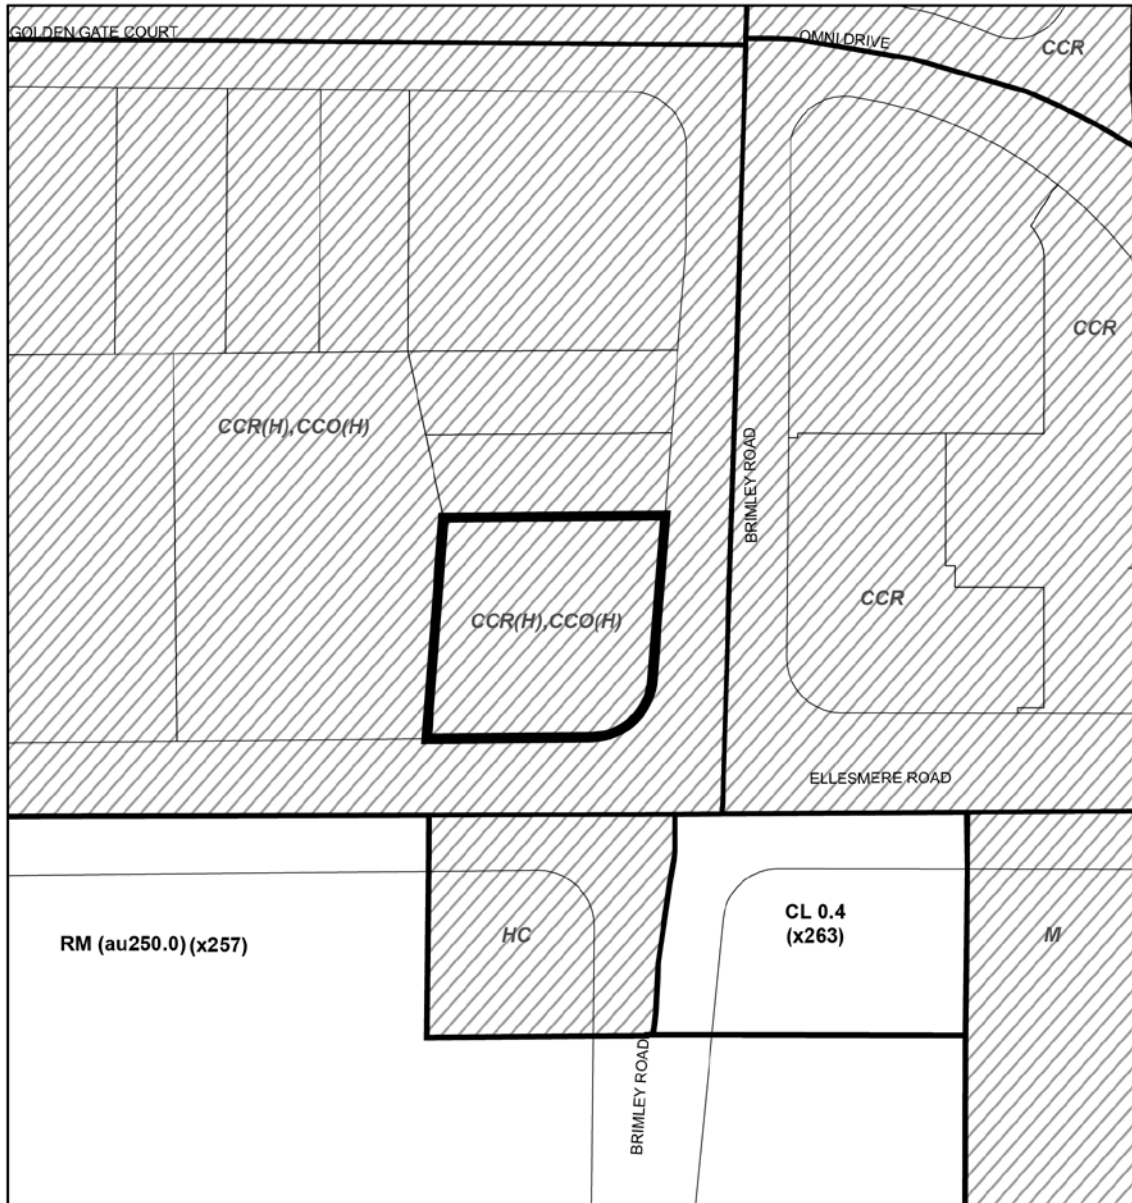 GOLDEN GATE COURT
OMNI DRIVE
CCR
CCR
CCR(H),CCO(H)
BRIMLEY ROAD
CCR(H),CCO(H)
CCR
ELLESMERE ROAD
RM (au250.0) (x257)
HC
CL 0.4
(x263)
M
BRIMLEY ROAD